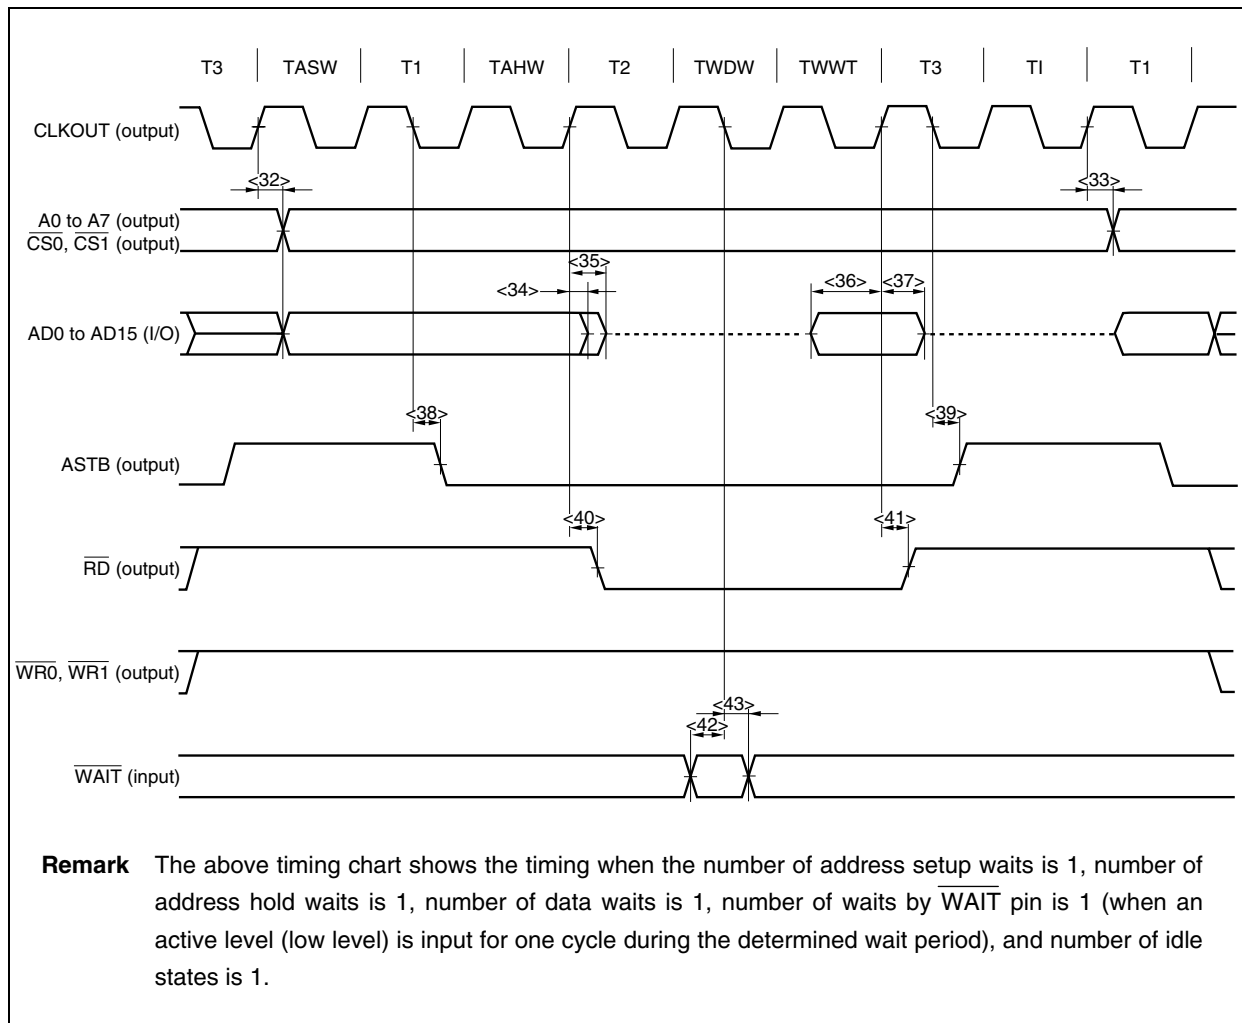 T3 TASW T1 TAHW T2 TWDW TWWT T3 TI T1
CLKOUT (output)
<32> <33>
A0 to A7 (output)
CS0, CS1 (output)
<35>
<34> <36> <37>
AD0 to AD15 (I/O)
<38> <39>
ASTB (output)
<40> <41>
RD (output)
WR0, WR1 (output)
<43>
<42>
WAIT (input)
Remark The above timing chart shows the timing when the number of address setup waits is 1, number of
address hold waits is 1, number of data waits is 1, number of waits by WAIT pin is 1 (when an
active level (low level) is input for one cycle during the determined wait period), and number of idle
states is 1.